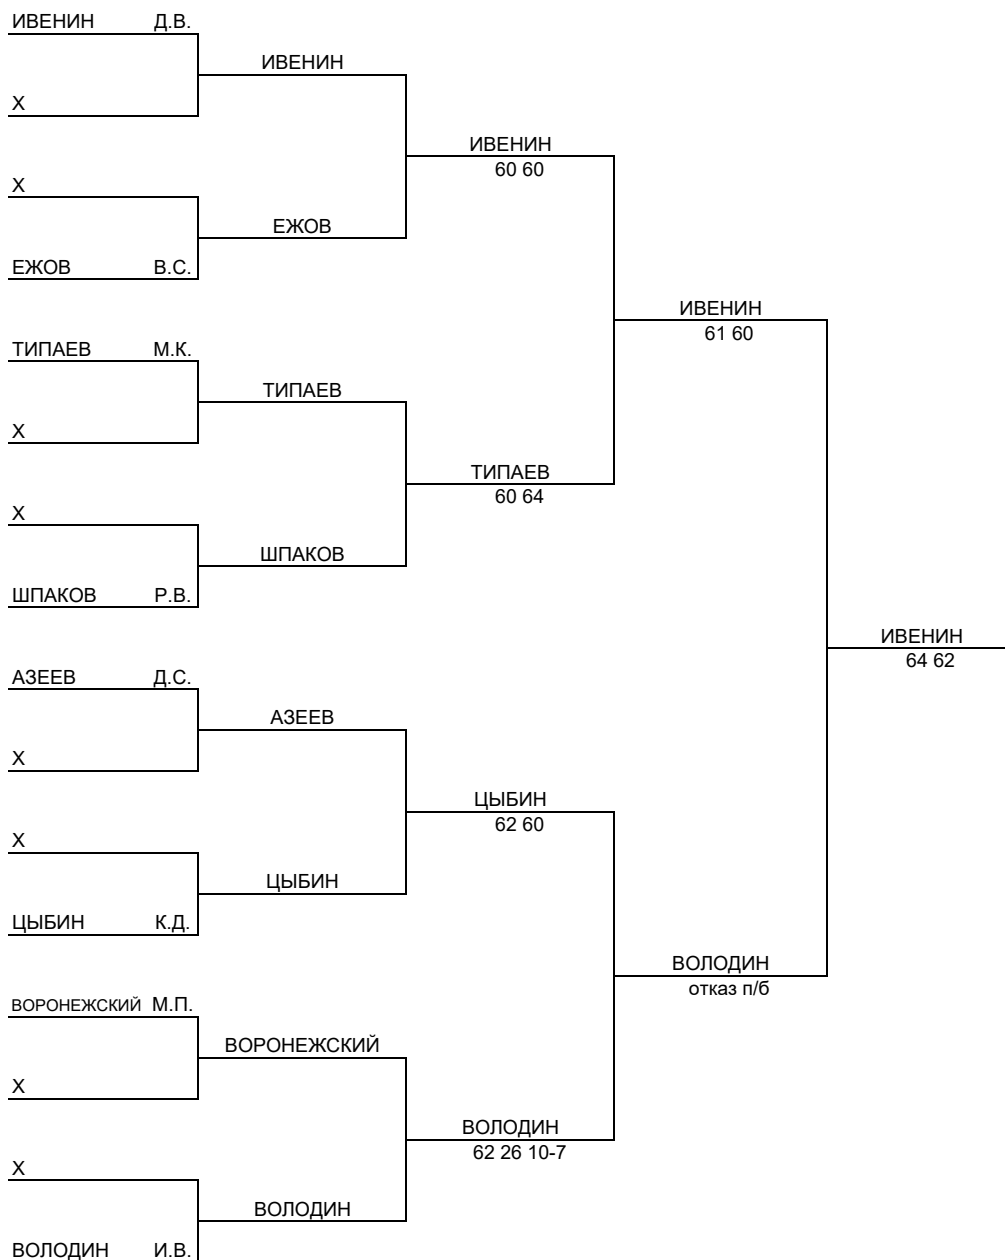 ИВЕНИН Д.В.
ИВЕНИН
X
ИВЕНИН
60 60
X
ЕЖОВ
ЕЖОВ В.С.
ИВЕНИН
61 60
ТИПАЕВ М.К.
ТИПАЕВ
X
ТИПАЕВ
60 64
X
ШПАКОВ
ШПАКОВ Р.В.
ИВЕНИН
64 62
АЗЕЕВ Д.С.
АЗЕЕВ
X
ЦЫБИН
62 60
X
ЦЫБИН
ЦЫБИН К.Д.
ВОЛОДИН
отказ п/б
ВОРОНЕЖСКИЙ М.П.
ВОРОНЕЖСКИЙ
X
ВОЛОДИН
62 26 10-7
X
ВОЛОДИН
ВОЛОДИН И.В.